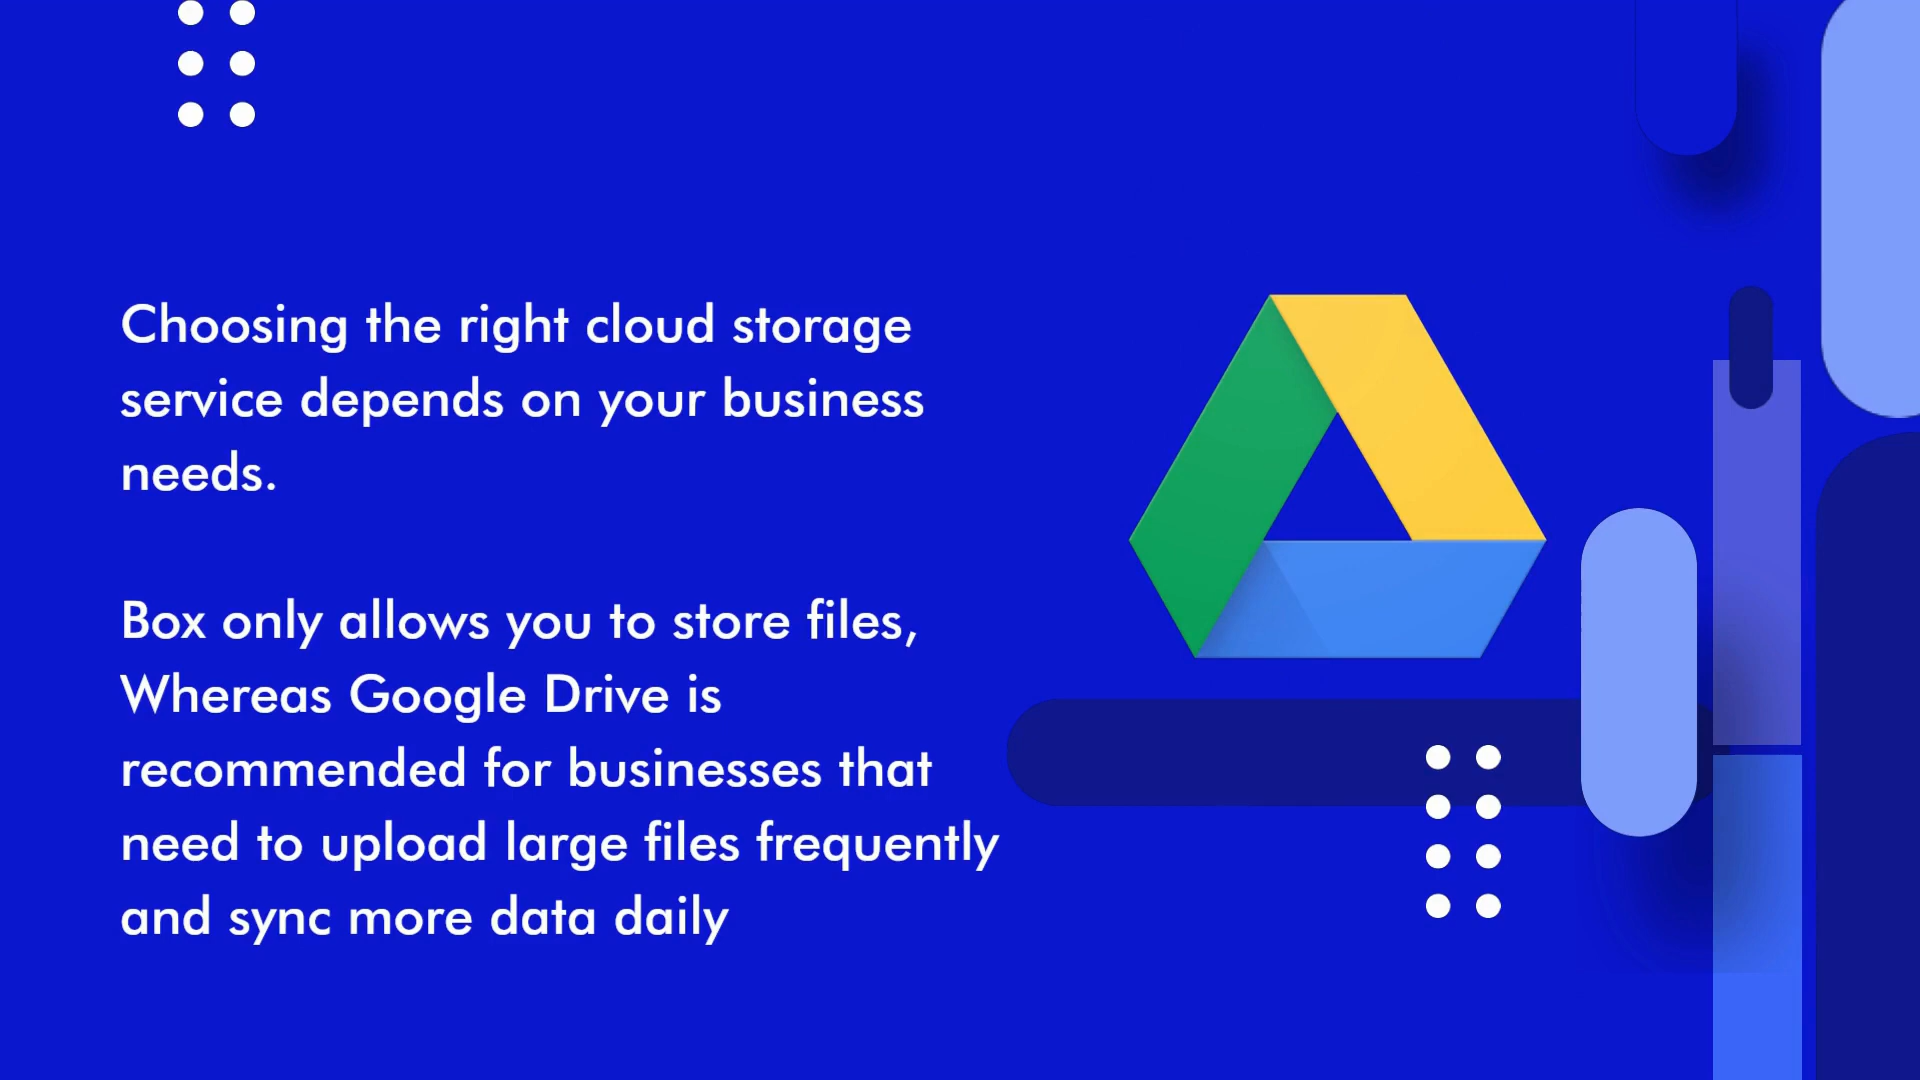 Choosing the right cloud storage
service depends on your business
needs.
Box only allows you to store files,
Whereas Google Drive is
recommended for businesses that
need to upload large files frequently
and sync more data daily